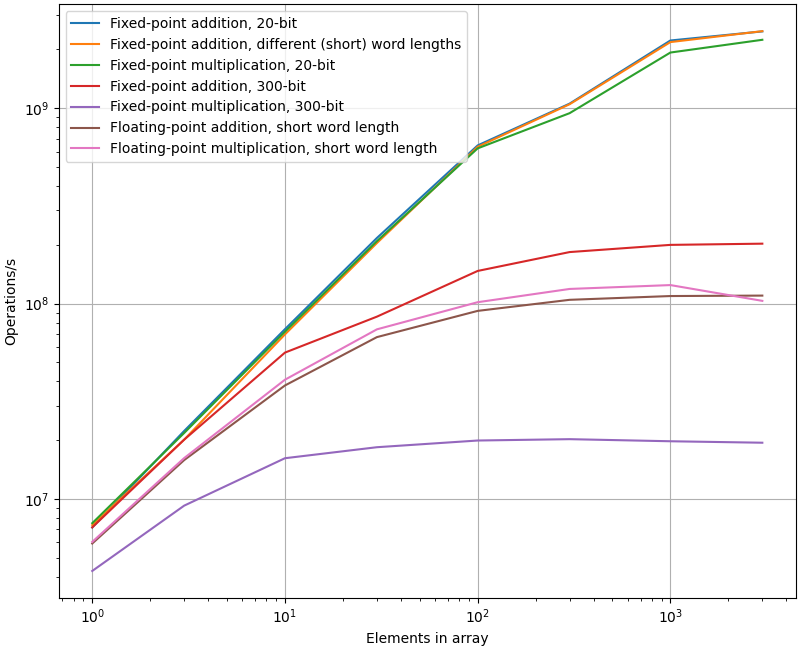 Fixed-point addition, 20-bit
Fixed-point addition, different (short) word lengths
Fixed-point multiplication, 20-bit
Fixed-point addition, 300-bit
Fixed-point multiplication, 300-bit
Floating-point addition, short word length
Floating-point multiplication, short word length
10⁹
10⁸
10⁷
Operations/s
10⁰ 10¹ 10² 10³
Elements in array